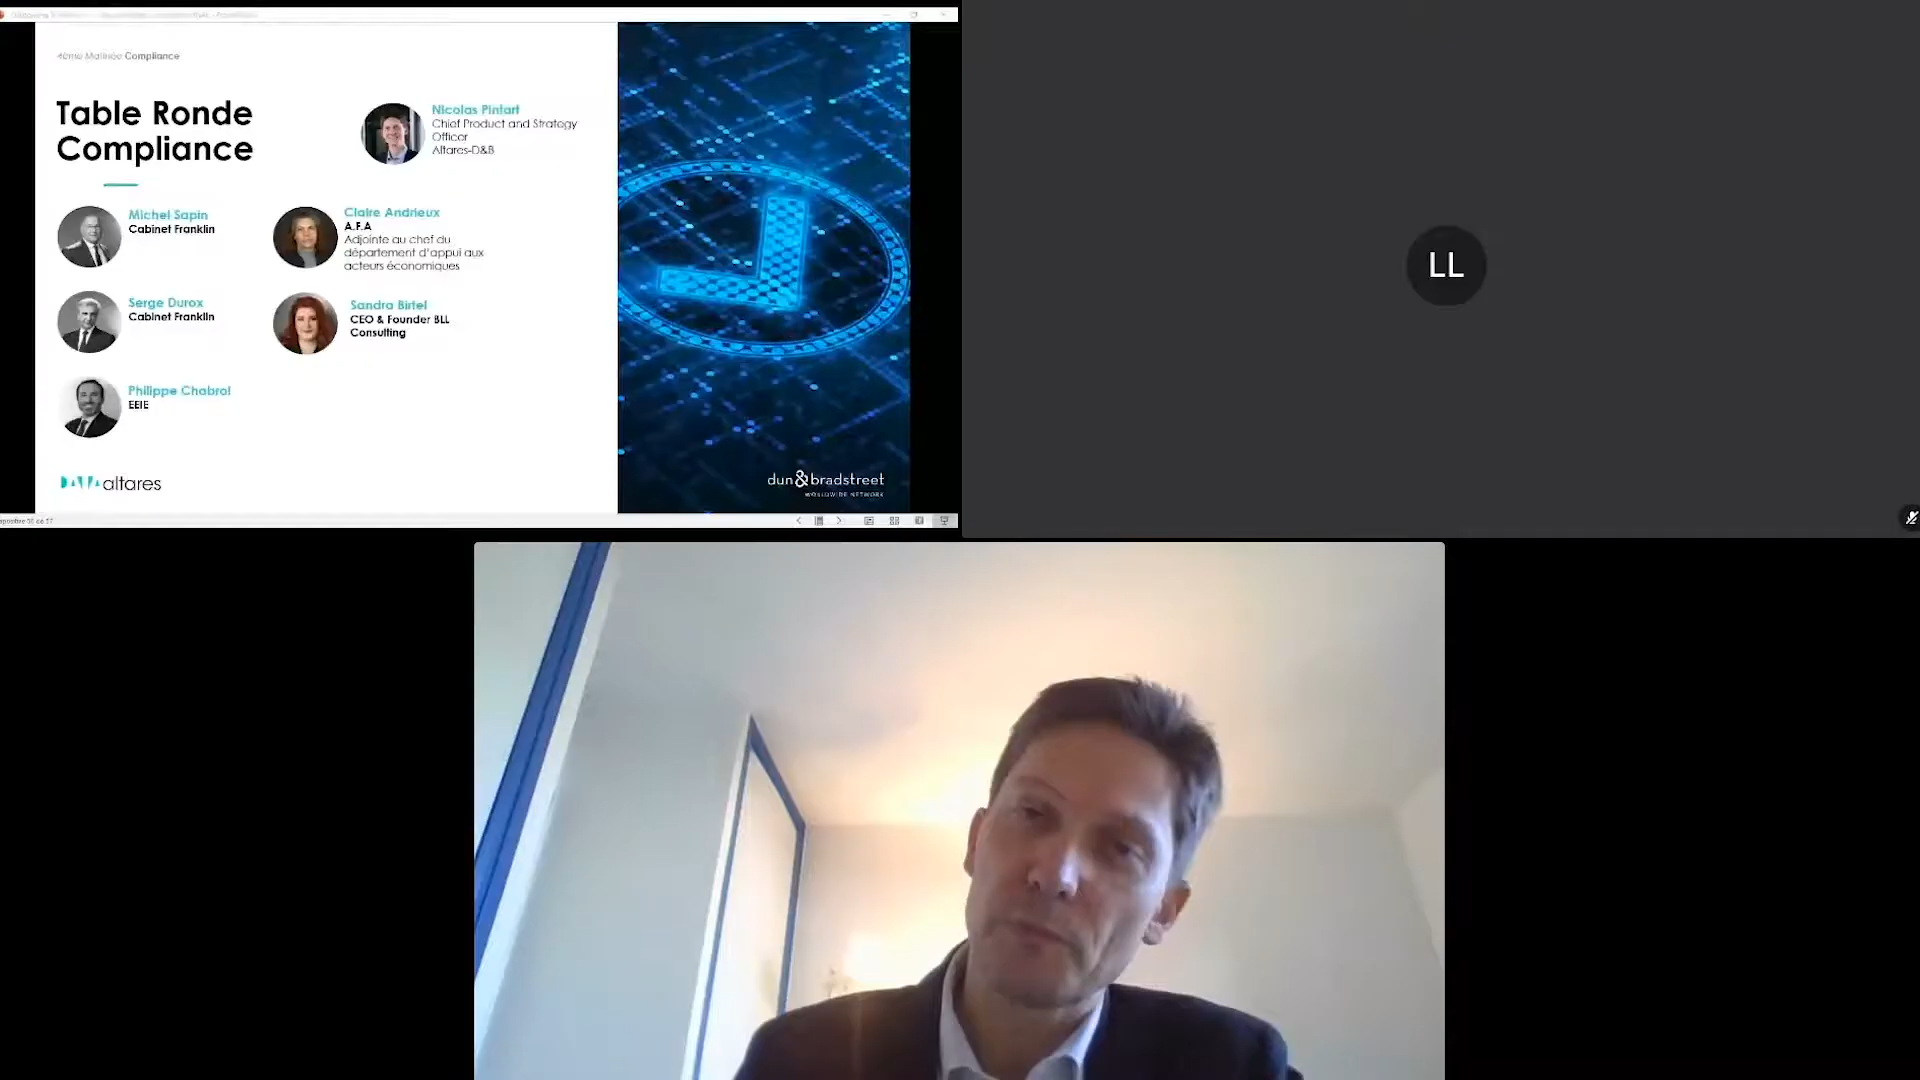 4ème Matinée Compliance
Table Ronde
Compliance
Nicolas Pintart
Chief Product and Strategy
Officer
Altares-D&B
Michel Sapin
Cabinet Franklin
Claire Andrieux
A.F.A
Adjointe au chef du
département d'appui aux
acteurs économiques
Serge Durox
Cabinet Franklin
Sandra Birtel
CEO & Founder BLL
Consulting
Philippe Chabrol
EEIE
DATA altares
dun&bradstreet
WORLDWIDE NETWORK
LL